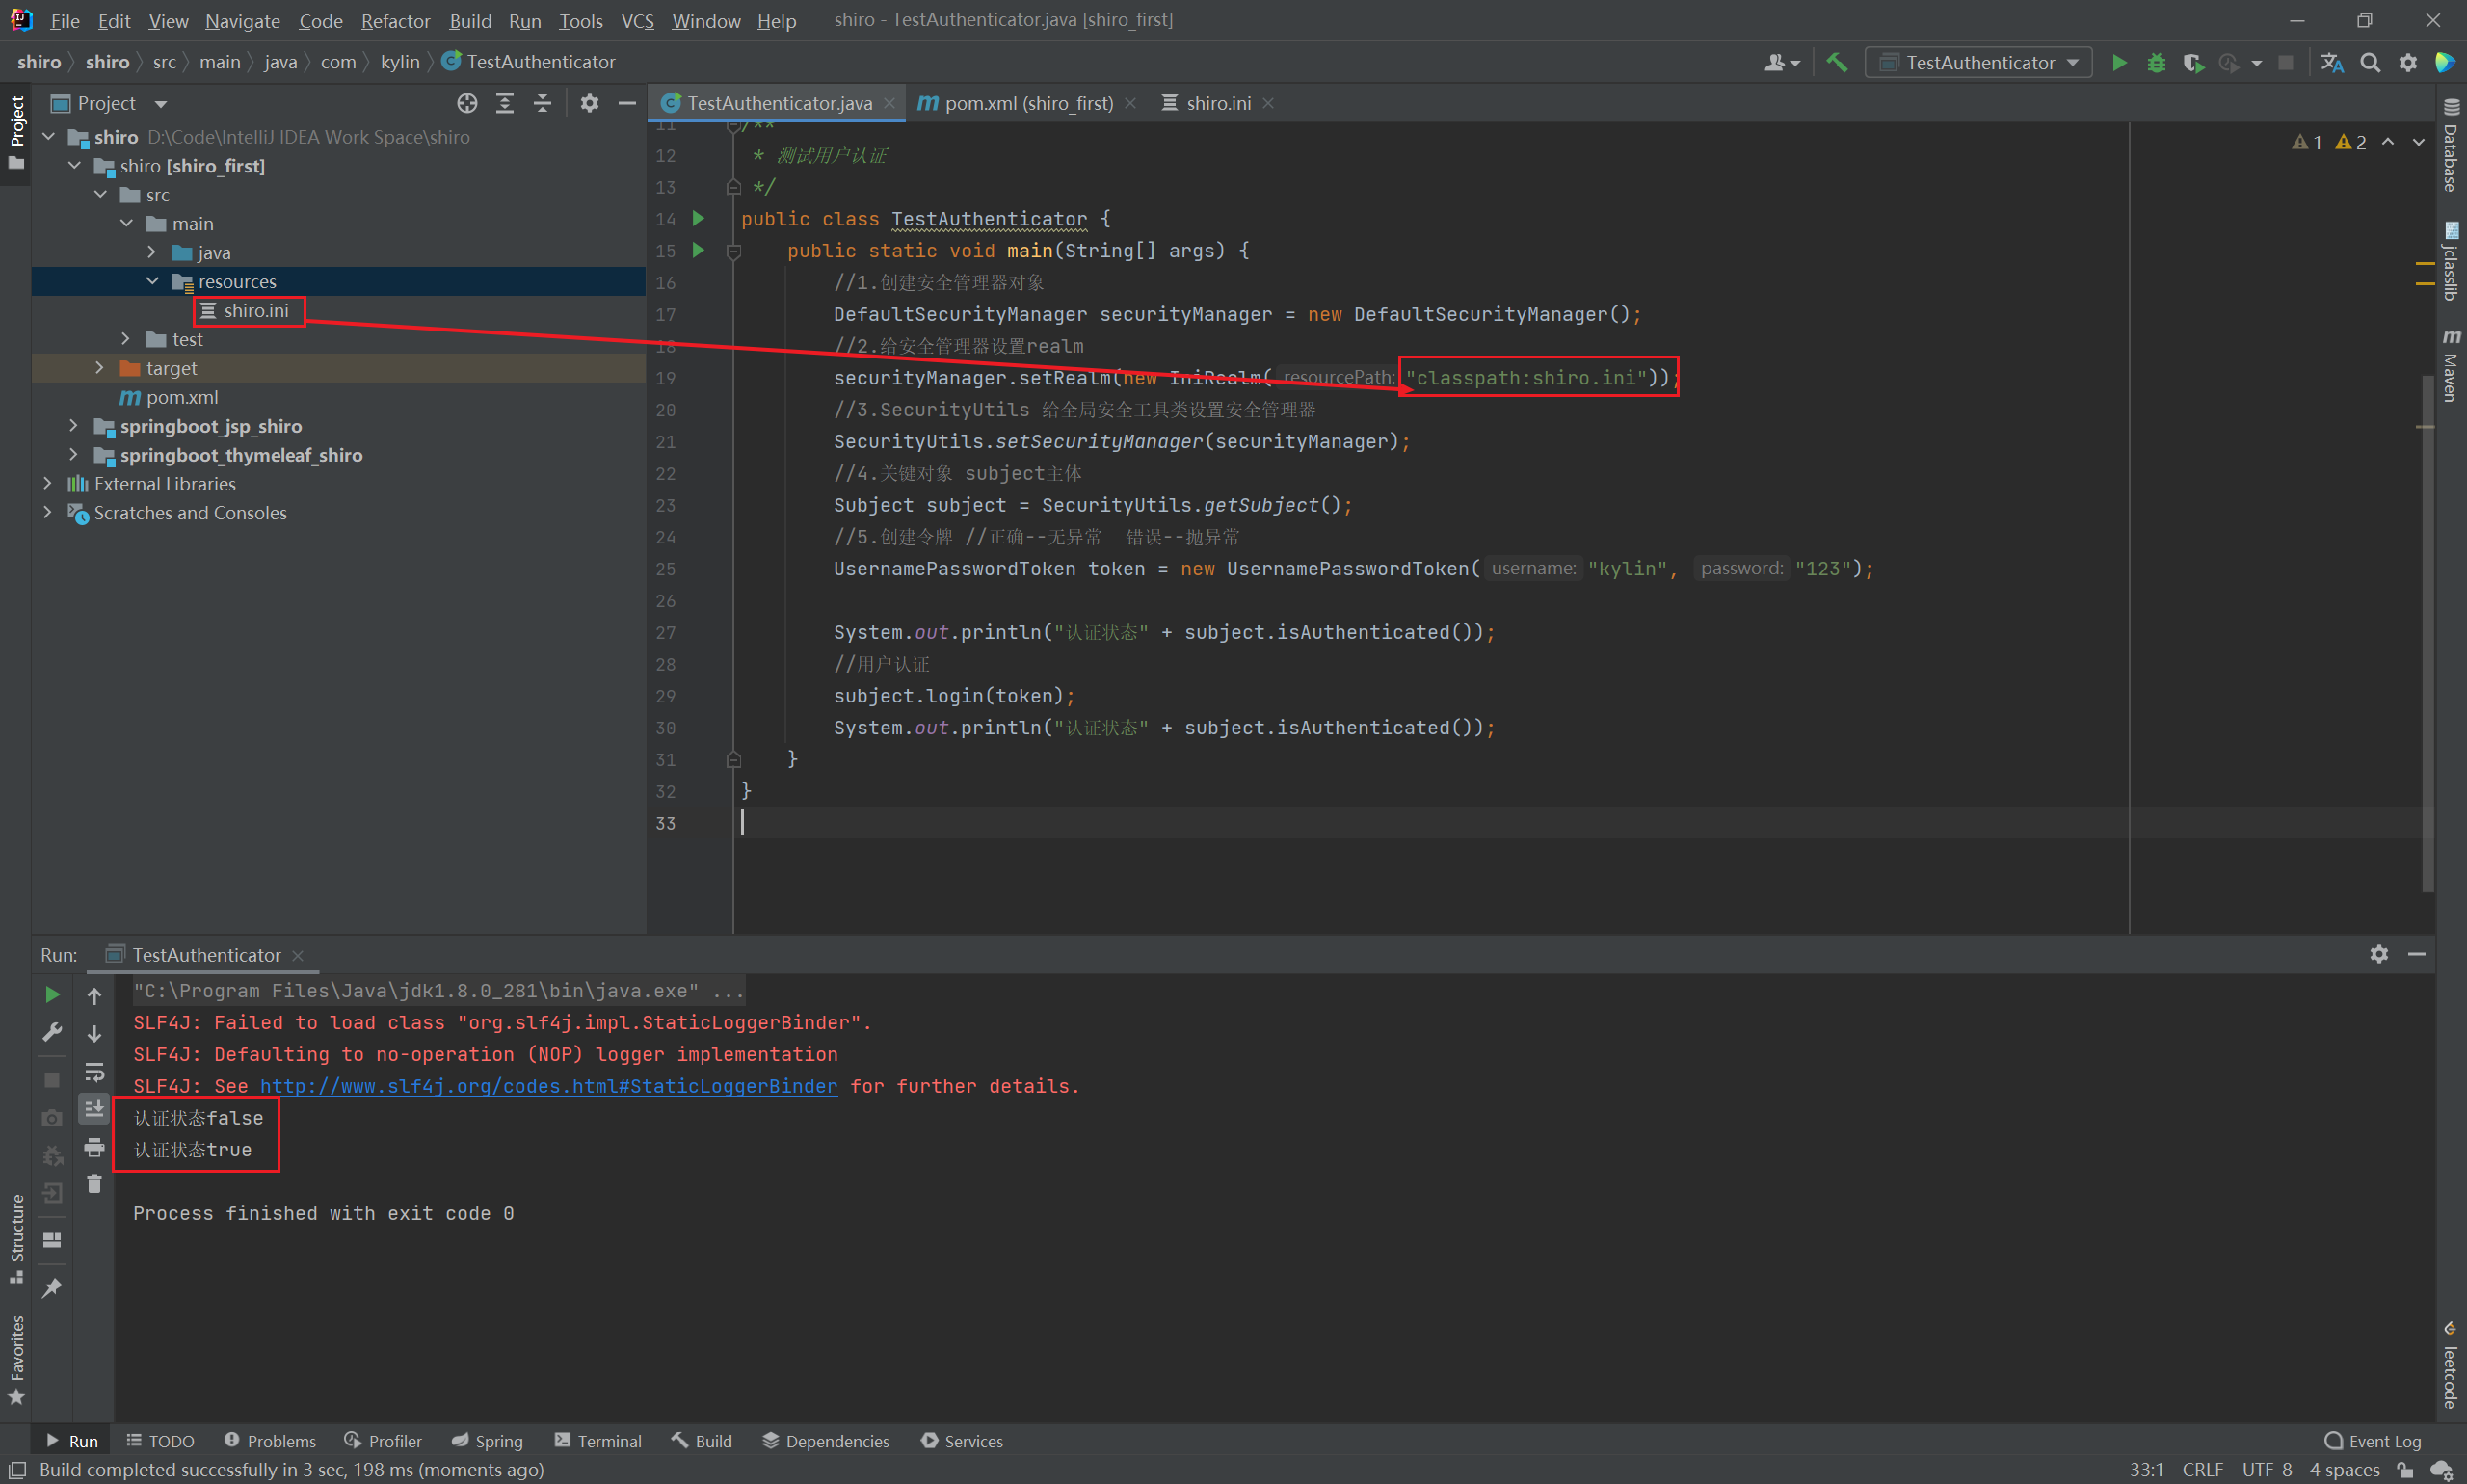 File Edit View Navigate Code Refactor Build Run Tools VCS Window Help shiro - TestAuthenticator.java [shiro_first]
shiro shiro src main java com kylin TestAuthenticator TestAuthenticator
Project
Project
TestAuthenticator.java pom.xml (shiro_first) shiro.ini
shiro D:\Code\IntelliJ IDEA Work Space\shiro
shiro [shiro_first]
src
main
java
resources
shiro.ini
test
target
pom.xml
springboot_jsp_shiro
springboot_thymeleaf_shiro
External Libraries
Scratches and Consoles
1 2
11 /**
12 * 测试用户认证
13 */
14 public class TestAuthenticator {
15 public static void main(String[] args) {
16 //1.创建安全管理器对象
17 DefaultSecurityManager securityManager = new DefaultSecurityManager();
18 //2.给安全管理器设置realm
19 securityManager.setRealm(new IniRealm( resourcePath: "classpath:shiro.ini"));
20 //3.SecurityUtils 给全局安全工具类设置安全管理器
21 SecurityUtils.setSecurityManager(securityManager);
22 //4.关键对象 subject主体
23 Subject subject = SecurityUtils.getSubject();
24 //5.创建令牌 //正确--无异常 错误--抛异常
25 UsernamePasswordToken token = new UsernamePasswordToken( username: "kylin", password: "123");
26
27 System.out.println("认证状态" + subject.isAuthenticated());
28 //用户认证
29 subject.login(token);
30 System.out.println("认证状态" + subject.isAuthenticated());
31 }
32 }
33
Database
jclasslib
Maven
Run: TestAuthenticator
"C:\Program Files\Java\jdk1.8.0_281\bin\java.exe" ...
SLF4J: Failed to load class "org.slf4j.impl.StaticLoggerBinder".
SLF4J: Defaulting to no-operation (NOP) logger implementation
SLF4J: See http://www.slf4j.org/codes.html#StaticLoggerBinder for further details.
认证状态false
认证状态true
Process finished with exit code 0
Structure
Favorites
leetcode
Run TODO Problems Profiler Spring Terminal Build Dependencies Services Event Log
Build completed successfully in 3 sec, 198 ms (moments ago) 33:1 CRLF UTF-8 4 spaces